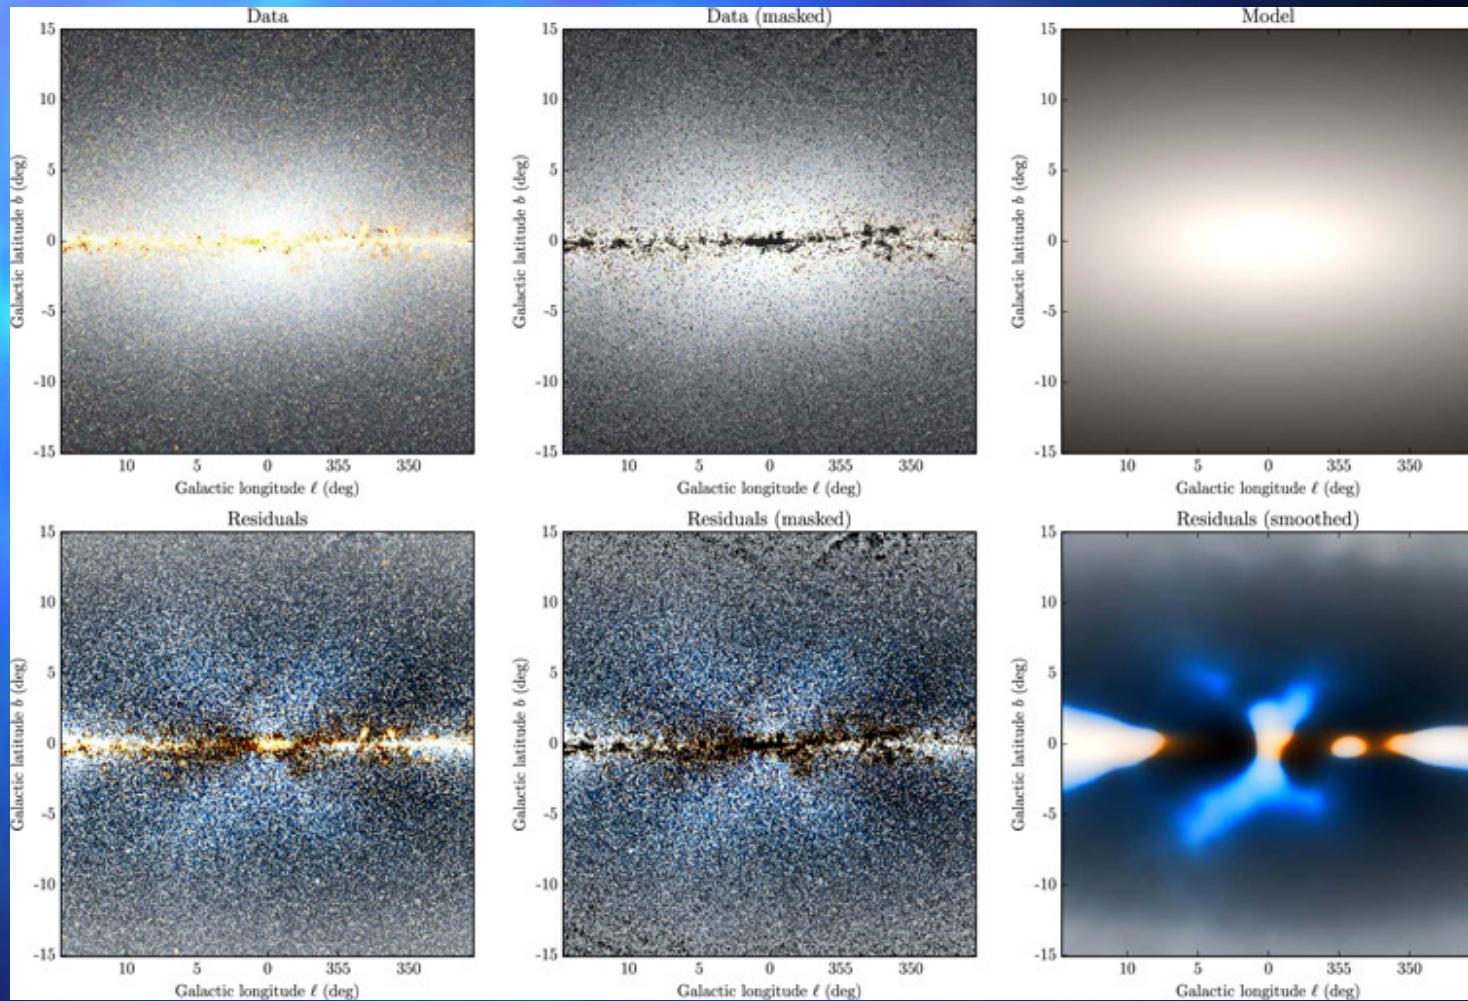 Data
Data (masked)
Model
15
10
5
0
-5
-10
-15
Galactic latitude b (deg)
10 5 0 355 350
Galactic longitude ℓ (deg)
15
10
5
0
-5
-10
-15
Galactic latitude b (deg)
10 5 0 355 350
Galactic longitude ℓ (deg)
15
10
5
0
-5
-10
-15
Galactic latitude b (deg)
10 5 0 355 350
Galactic longitude ℓ (deg)
Residuals
Residuals (masked)
Residuals (smoothed)
15
10
5
0
-5
-10
-15
Galactic latitude b (deg)
10 5 0 355 350
Galactic longitude ℓ (deg)
15
10
5
0
-5
-10
-15
Galactic latitude b (deg)
10 5 0 355 350
Galactic longitude ℓ (deg)
15
10
5
0
-5
-10
-15
Galactic latitude b (deg)
10 5 0 355 350
Galactic longitude ℓ (deg)